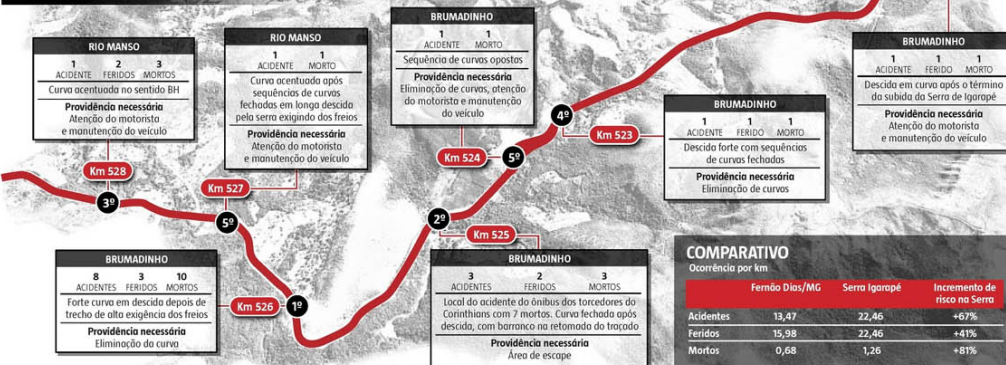 RIO MANSO
1 2 3
ACIDENTE FERIDOS MORTOS
Curva acentuada no sentido BH
Providência necessária
Atenção do motorista
e manutenção do veículo
Km 528
3º
RIO MANSO
1 1
ACIDENTE MORTO
Curva acentuada após
sequências de curvas
fechadas em longa descida
pela serra exigindo dos freios
Providência necessária
Atenção do motorista
e manutenção do veículo
Km 527
5º
BRUMADINHO
1 1
ACIDENTE MORTO
Sequência de curvas opostas
Providência necessária
Eliminação de curvas, atenção
do motorista e manutenção
do veículo
Km 524
5º
4º
Km 523
BRUMADINHO
1 1 1
ACIDENTE FERIDO MORTO
Descida forte com sequências
de curvas fechadas
Providência necessária
Eliminação de curvas
BRUMADINHO
1 1 1
ACIDENTE FERIDO MORTO
Descida em curva após o término
da subida da Serra de Igarapé
Providência necessária
Atenção do motorista
e manutenção do veículo
BRUMADINHO
8 3 10
ACIDENTES FERIDOS MORTOS
Forte curva em descida depois de
trecho de alta exigência dos freios
Providência necessária
Eliminação da curva
Km 526
1º
2º
Km 525
BRUMADINHO
3 2 3
ACIDENTES FERIDOS MORTOS
Local do acidente do ônibus dos torcedores do
Corinthians com 7 mortos. Curva fechada após
descida, com barranco na retomada do traçado
Providência necessária
Área de escape
COMPARATIVO
Ocorrência por km
Fernão Dias/MG Serra Igarapé Incremento de
risco na Serra
Acidentes 13,47 22,46 +67%
Feridos 15,98 22,46 +41%
Mortos 0,68 1,26 +81%